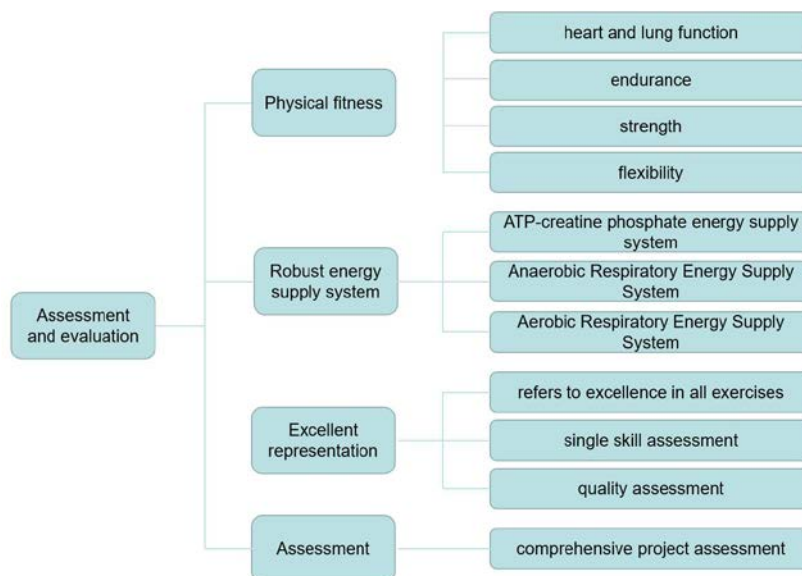 Assessment
and evaluation
Physical fitness
heart and lung function
endurance
strength
flexibility
Robust energy
supply system
ATP-creatine phosphate energy supply
system
Anaerobic Respiratory Energy Supply
System
Aerobic Respiratory Energy Supply
System
Excellent
representation
refers to excellence in all exercises
single skill assessment
quality assessment
Assessment
comprehensive project assessment